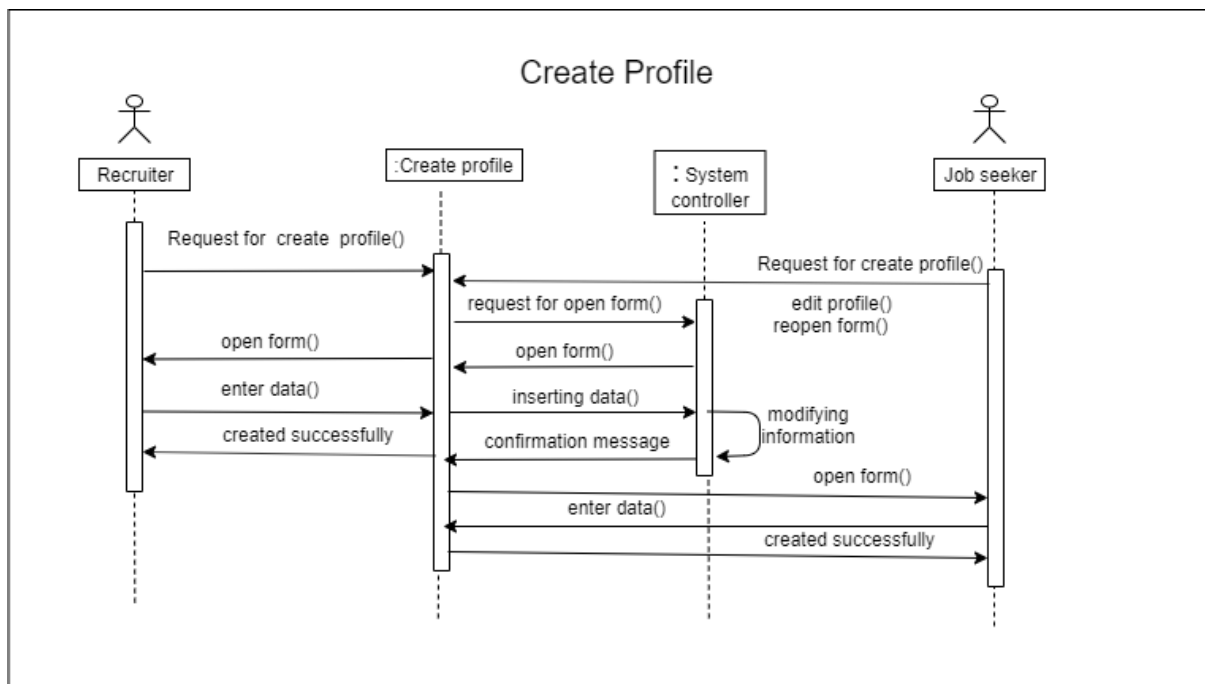 Create Profile
Recruiter
:Create profile
: System
controller
Job seeker
Request for create profile()
Request for create profile()
request for open form()
edit profile()
reopen form()
open form()
open form()
enter data()
inserting data()
modifying
information
created successfully
confirmation message
open form()
enter data()
created successfully